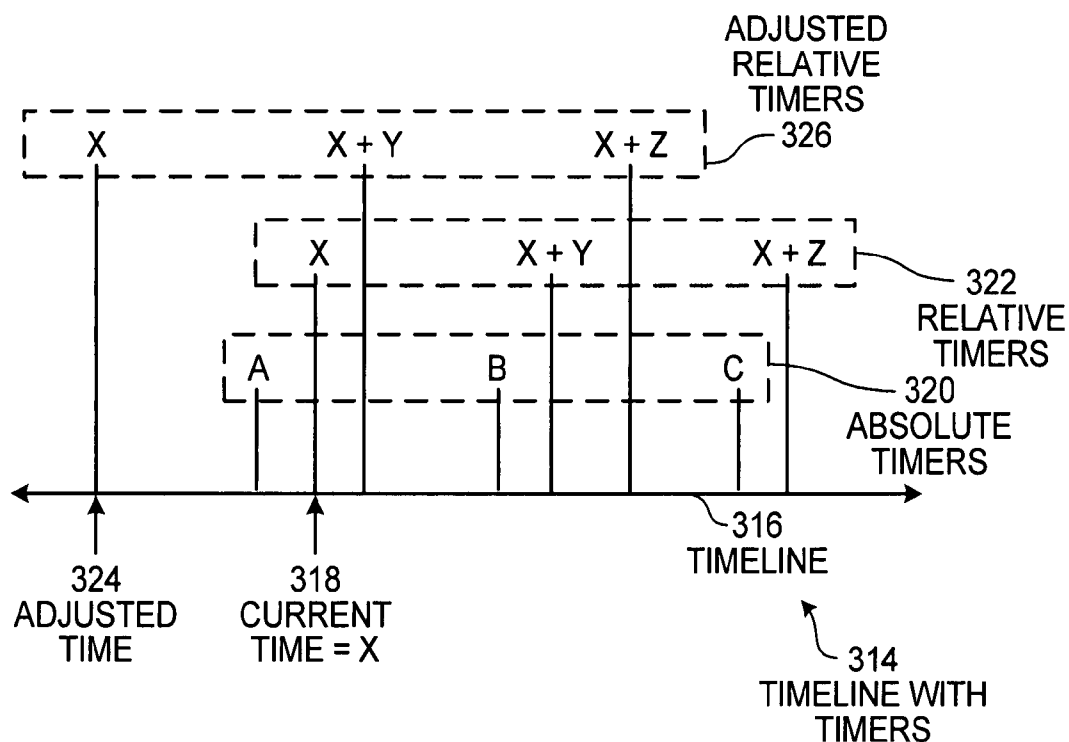 ADJUSTED
RELATIVE
TIMERS
326
X X + Y X + Z
X X + Y X + Z
322
RELATIVE
TIMERS
A B C
320
ABSOLUTE
TIMERS
316
TIMELINE
324
ADJUSTED
TIME
318
CURRENT
TIME = X
314
TIMELINE WITH
TIMERS